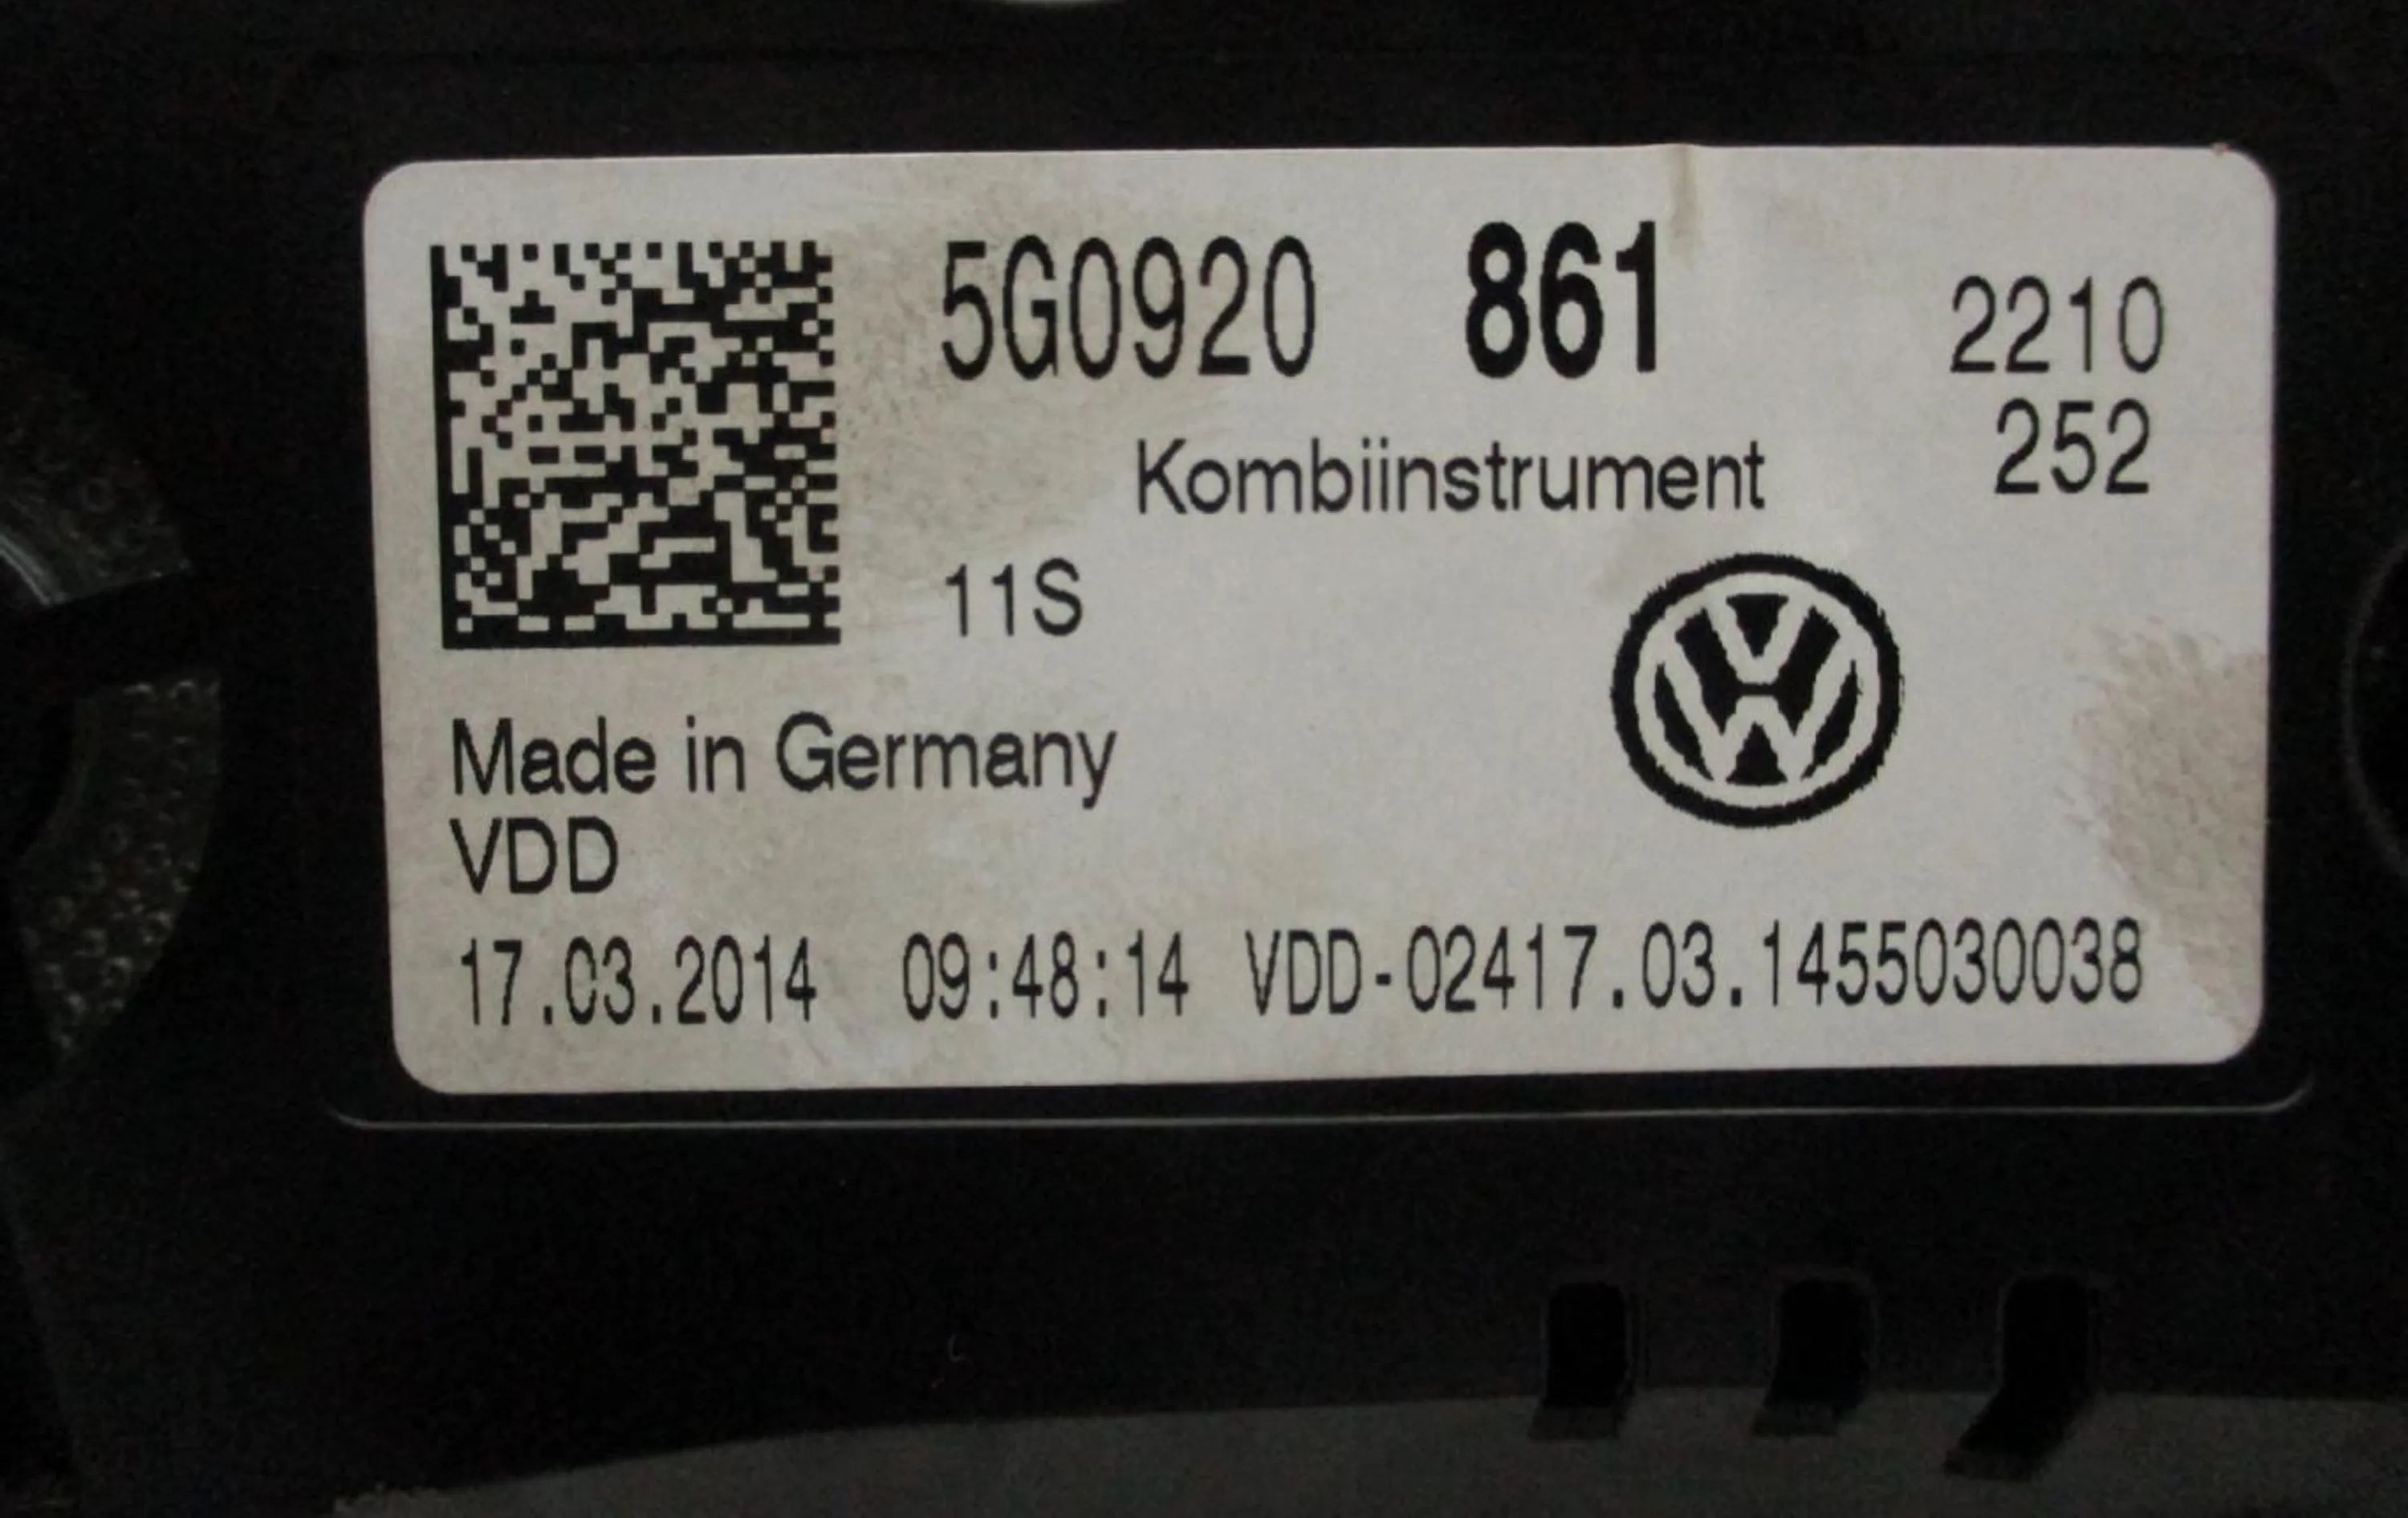 5G0920 861 2210
252
Kombiinstrument
11S
Made in Germany
VDD
17.03.2014 09:48:14 VDD-02417.03.1455030038